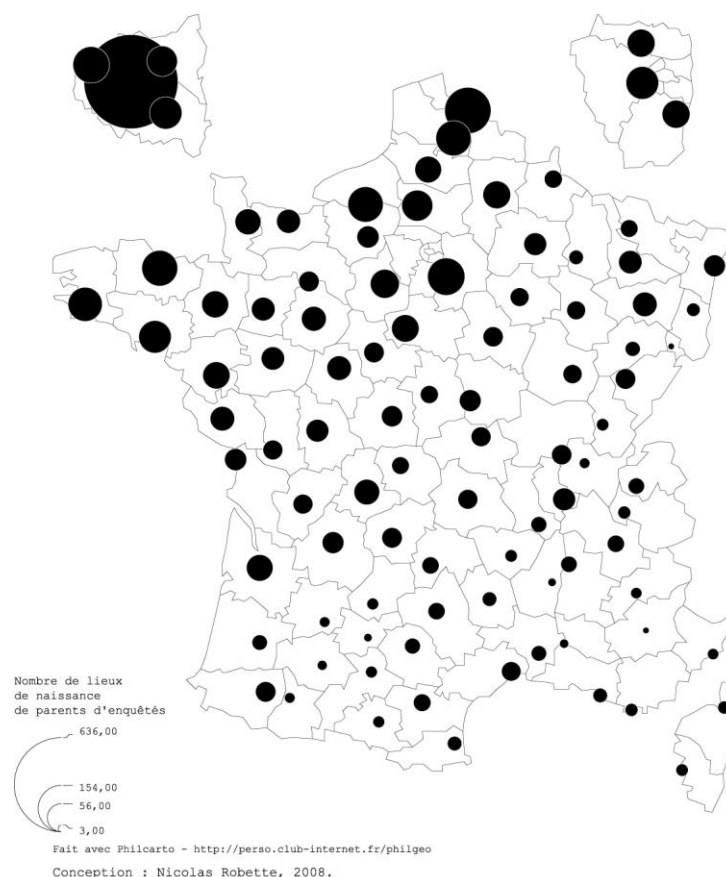 Nombre de lieux
de naissance
de parents d'enquêtés
636,00
154,00
56,00
3,00
Fait avec Philcarto - http://perso.club-internet.fr/philgeo
Conception : Nicolas Robette, 2008.